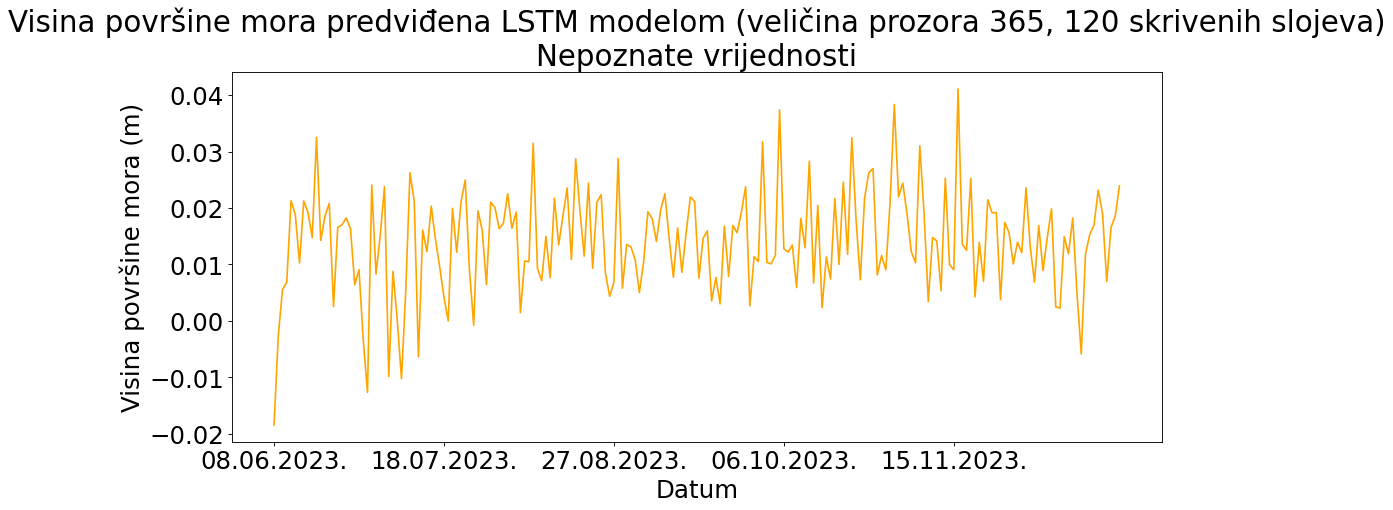 Visina površine mora predviđena LSTM modelom (veličina prozora 365, 120 skrivenih slojeva)
Nepoznate vrijednosti
Visina površine mora (m)
0.04
0.03
0.02
0.01
0.00
−0.01
−0.02
08.06.2023. 18.07.2023. 27.08.2023. 06.10.2023. 15.11.2023.
Datum